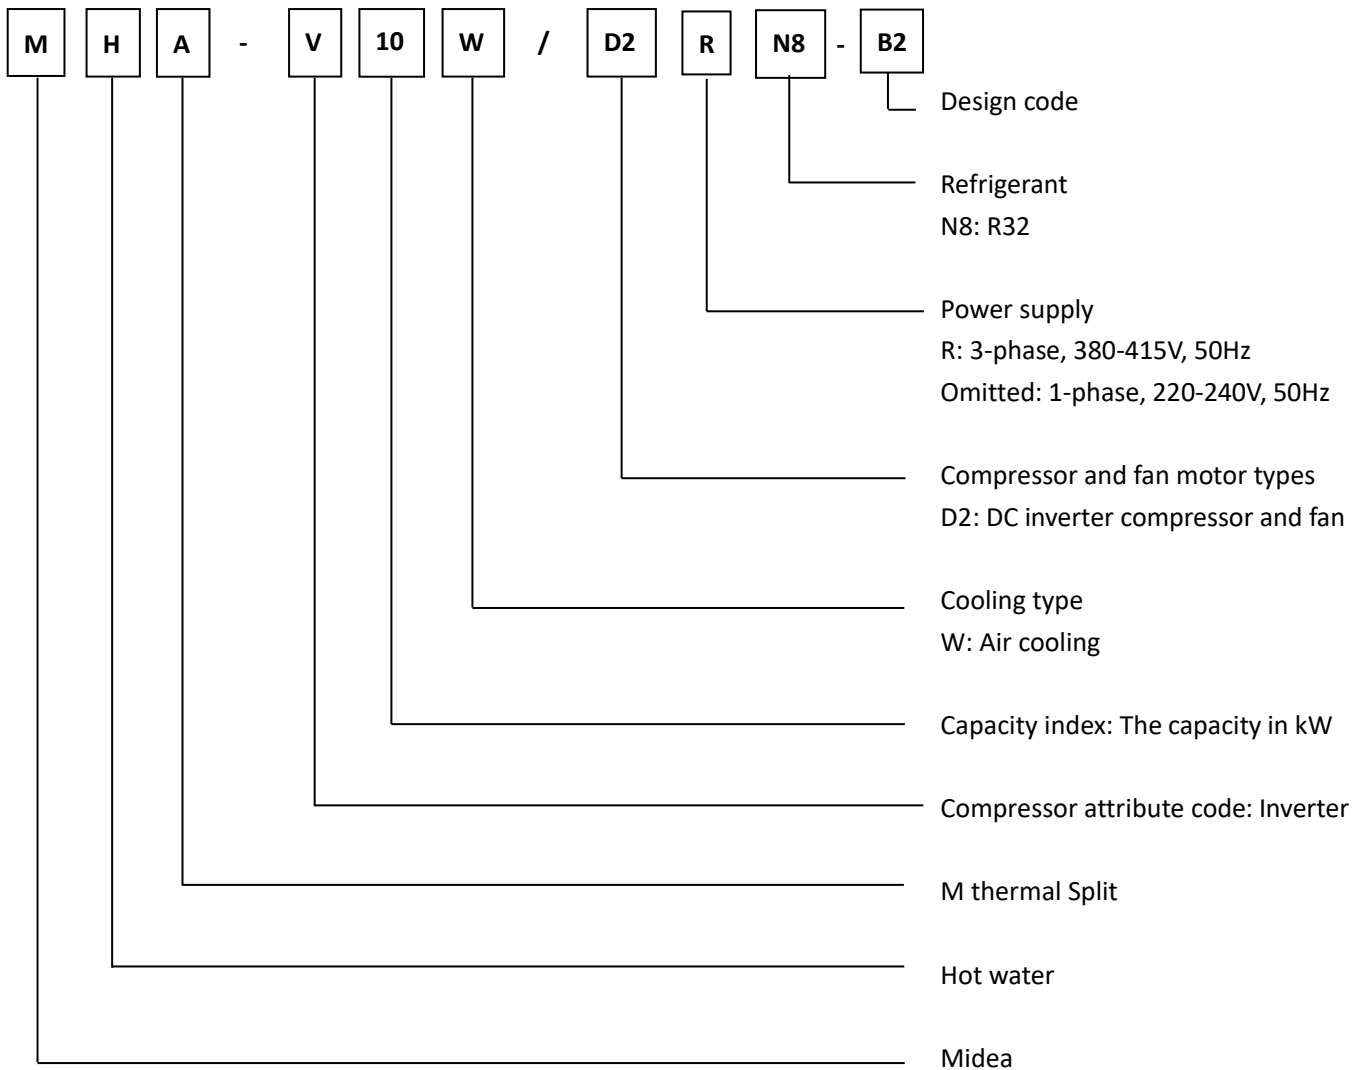 M H A - V 10 W / D2 R N8 - B2
Design code
Refrigerant
N8: R32
Power supply
R: 3-phase, 380-415V, 50Hz
Omitted: 1-phase, 220-240V, 50Hz
Compressor and fan motor types
D2: DC inverter compressor and fan
Cooling type
W: Air cooling
Capacity index: The capacity in kW
Compressor attribute code: Inverter
M thermal Split
Hot water
Midea